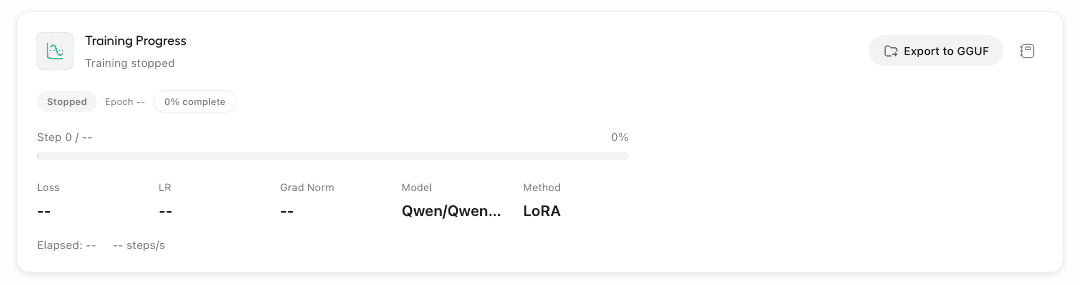 Training Progress
Training stopped
Export to GGUF
Stopped Epoch -- 0% complete
Step 0 / -- 0%
Loss LR Grad Norm Model Method
-- -- -- Qwen/Qwen... LoRA
Elapsed: -- -- steps/s